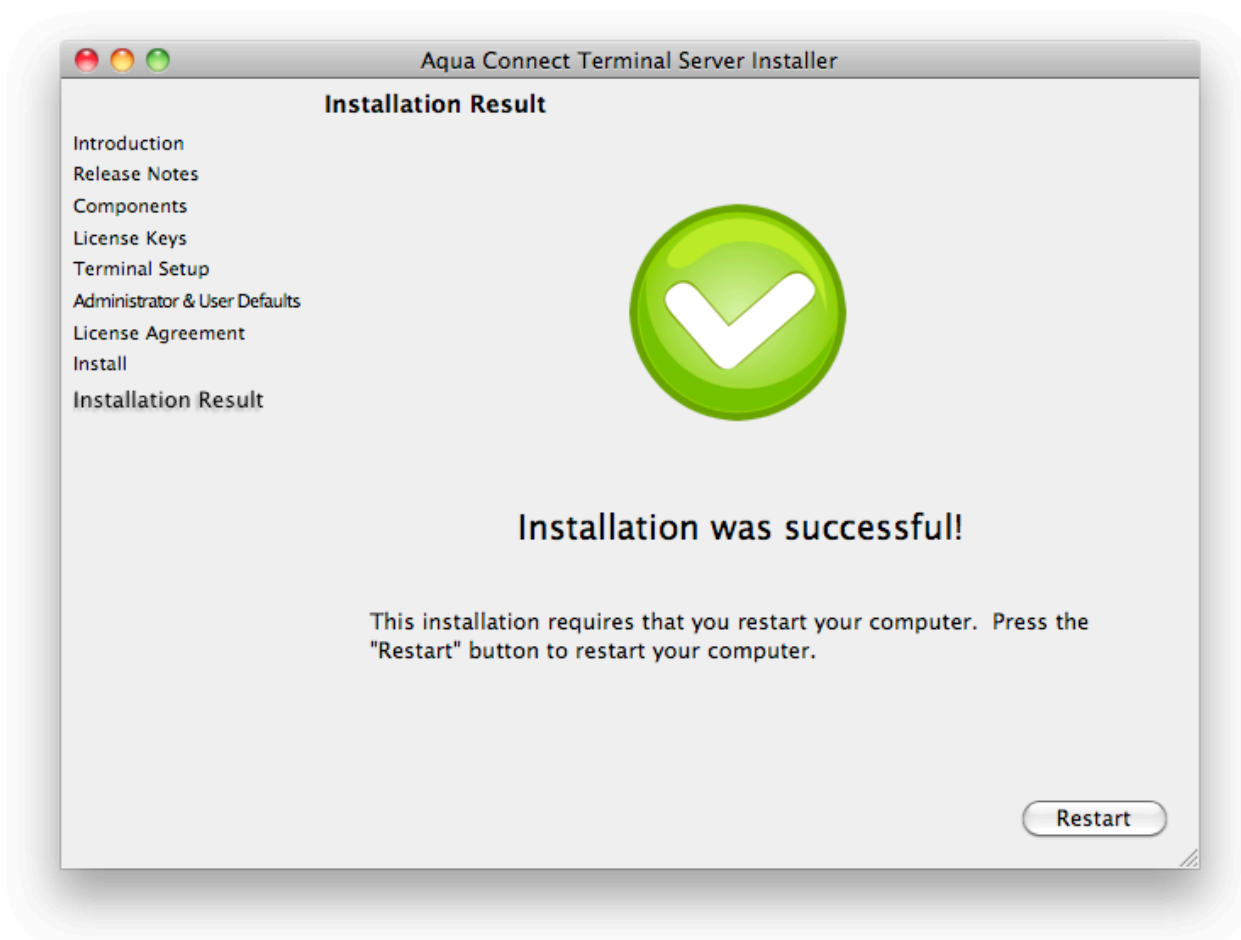 Aqua Connect Terminal Server Installer
Installation Result
Introduction
Release Notes
Components
License Keys
Terminal Setup
Administrator & User Defaults
License Agreement
Install
Installation Result
Installation was successful!
This installation requires that you restart your computer.  Press the
"Restart" button to restart your computer.
Restart